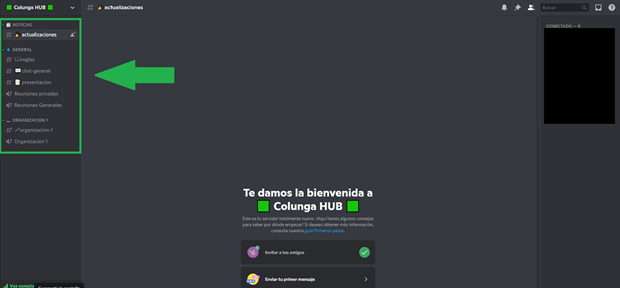 Colunga HUB
actualizaciones
Buscar
NOTICIAS
actualizaciones
GENERAL
reglas
chat-general
presentacion
Reuniones privadas
Reuniones Generales
ORGANIZACION 1
organizacion 1
Organizacion 1
CONECTADO — 4
Te damos la bienvenida a
Colunga HUB
Este es tu servidor totalmente nuevo. ¡Aquí tienes algunos consejos
para saber por dónde empezar! Si deseas obtener más información,
consulta nuestra guía Primeros pasos.
Invitar a tus amigos
Enviar tu primer mensaje